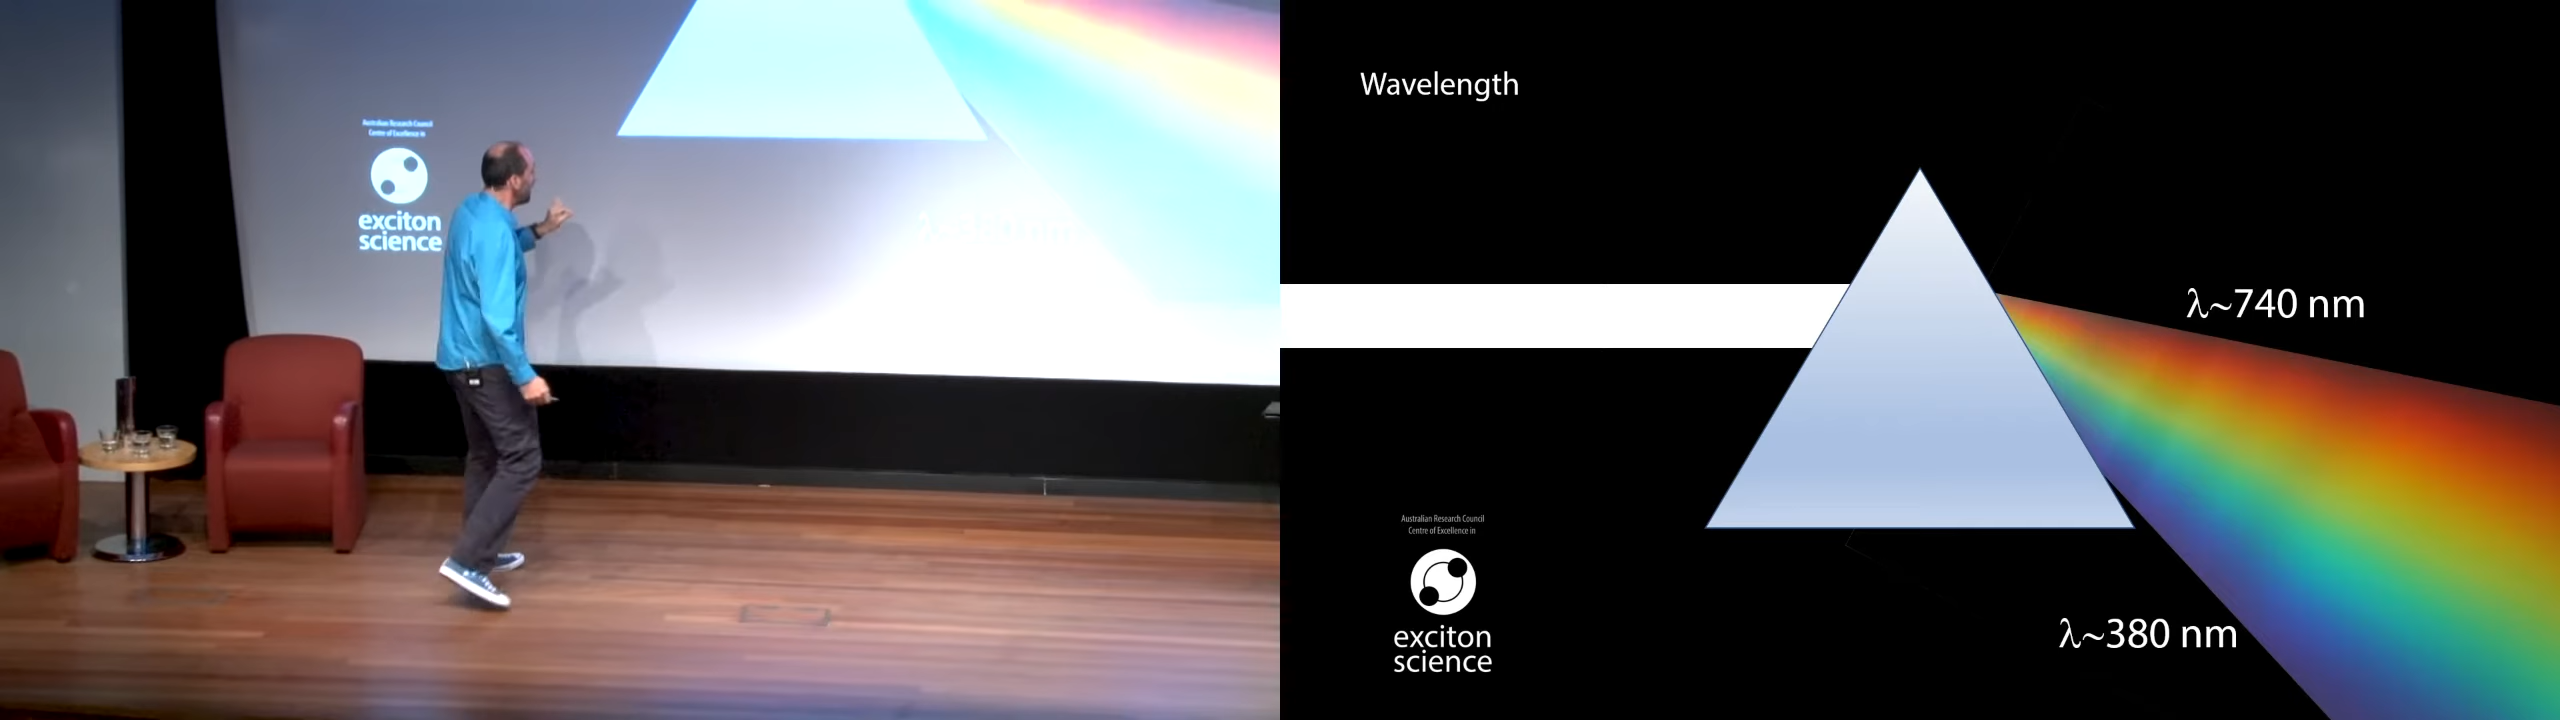 Australian Research Council
Centre of Excellence in
exciton
science
Wavelength
λ~740 nm
λ~380 nm
Australian Research Council
Centre of Excellence in
exciton
science